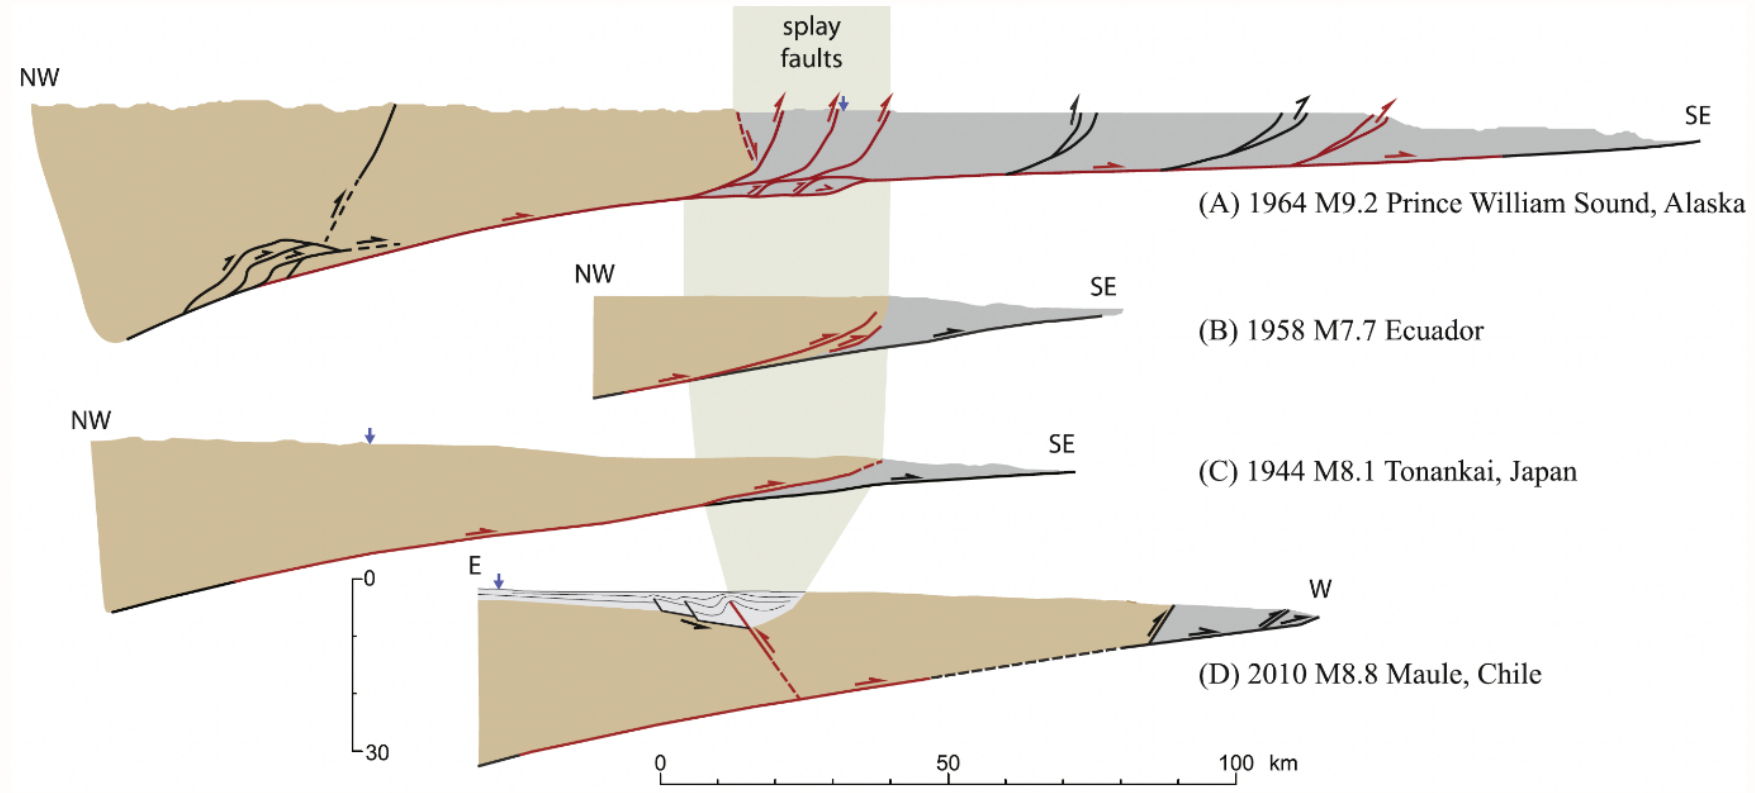 splay
faults
NW
SE
(A) 1964 M9.2 Prince William Sound, Alaska
NW
SE
(B) 1958 M7.7 Ecuador
NW
SE
(C) 1944 M8.1 Tonankai, Japan
E
0
W
(D) 2010 M8.8 Maule, Chile
30
0 50 100 km